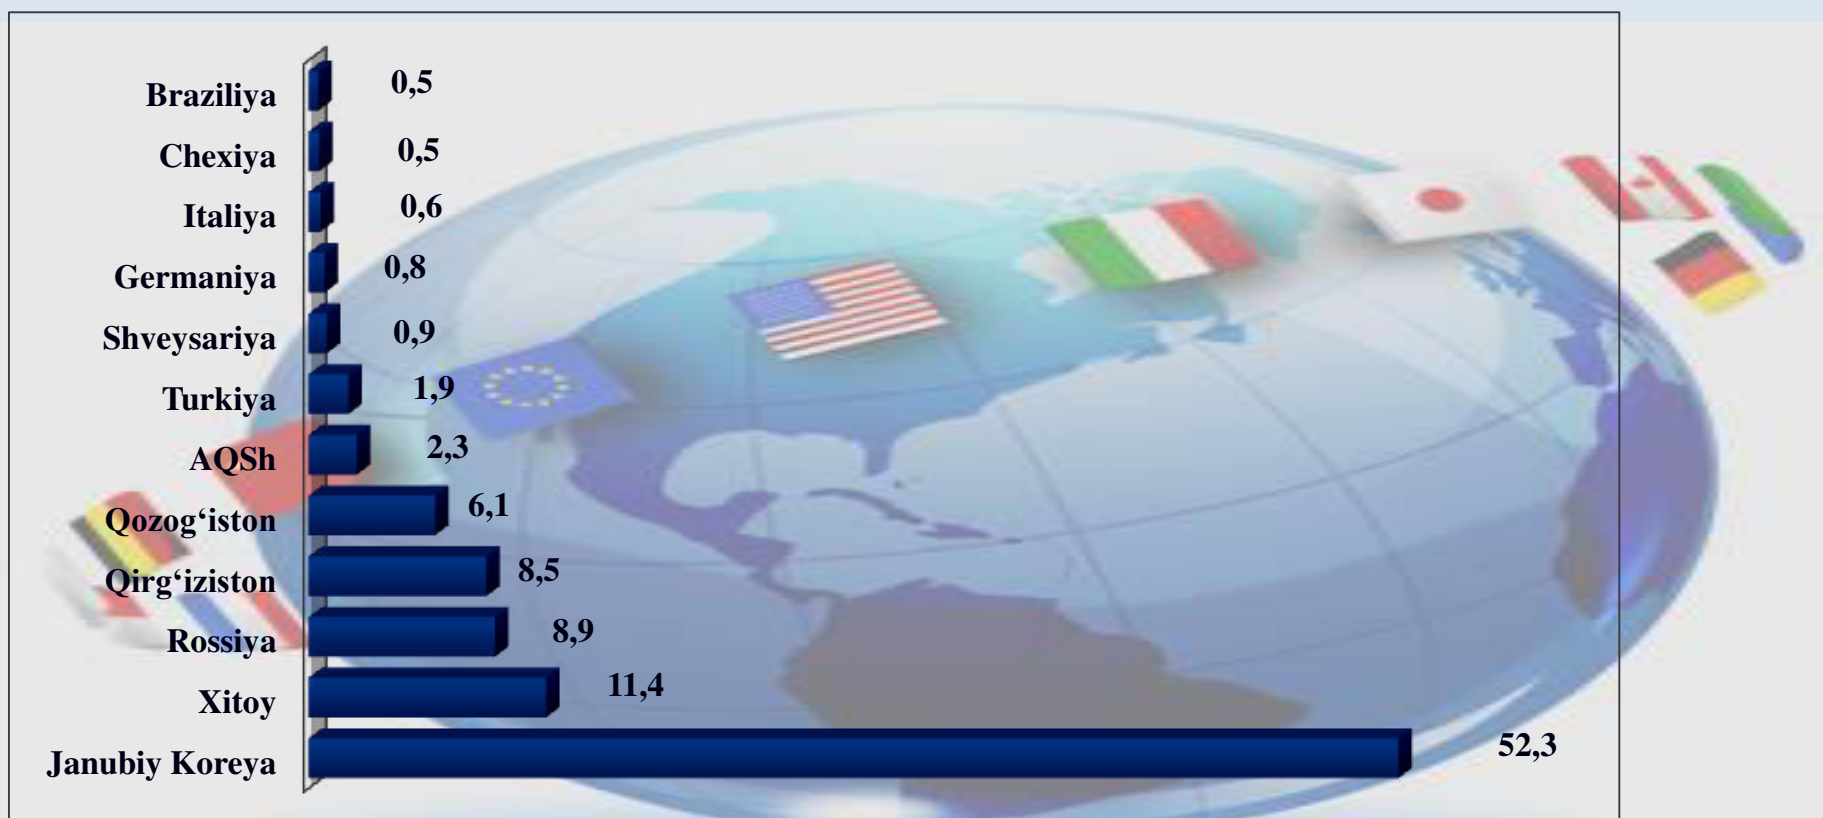 Braziliya 0,5
Chexiya 0,5
Italiya 0,6
Germaniya 0,8
Shveysariya 0,9
Turkiya 1,9
AQSh 2,3
Qozog‘iston 6,1
Qirg‘iziston 8,5
Rossiya 8,9
Xitoy 11,4
Janubiy Koreya 52,3